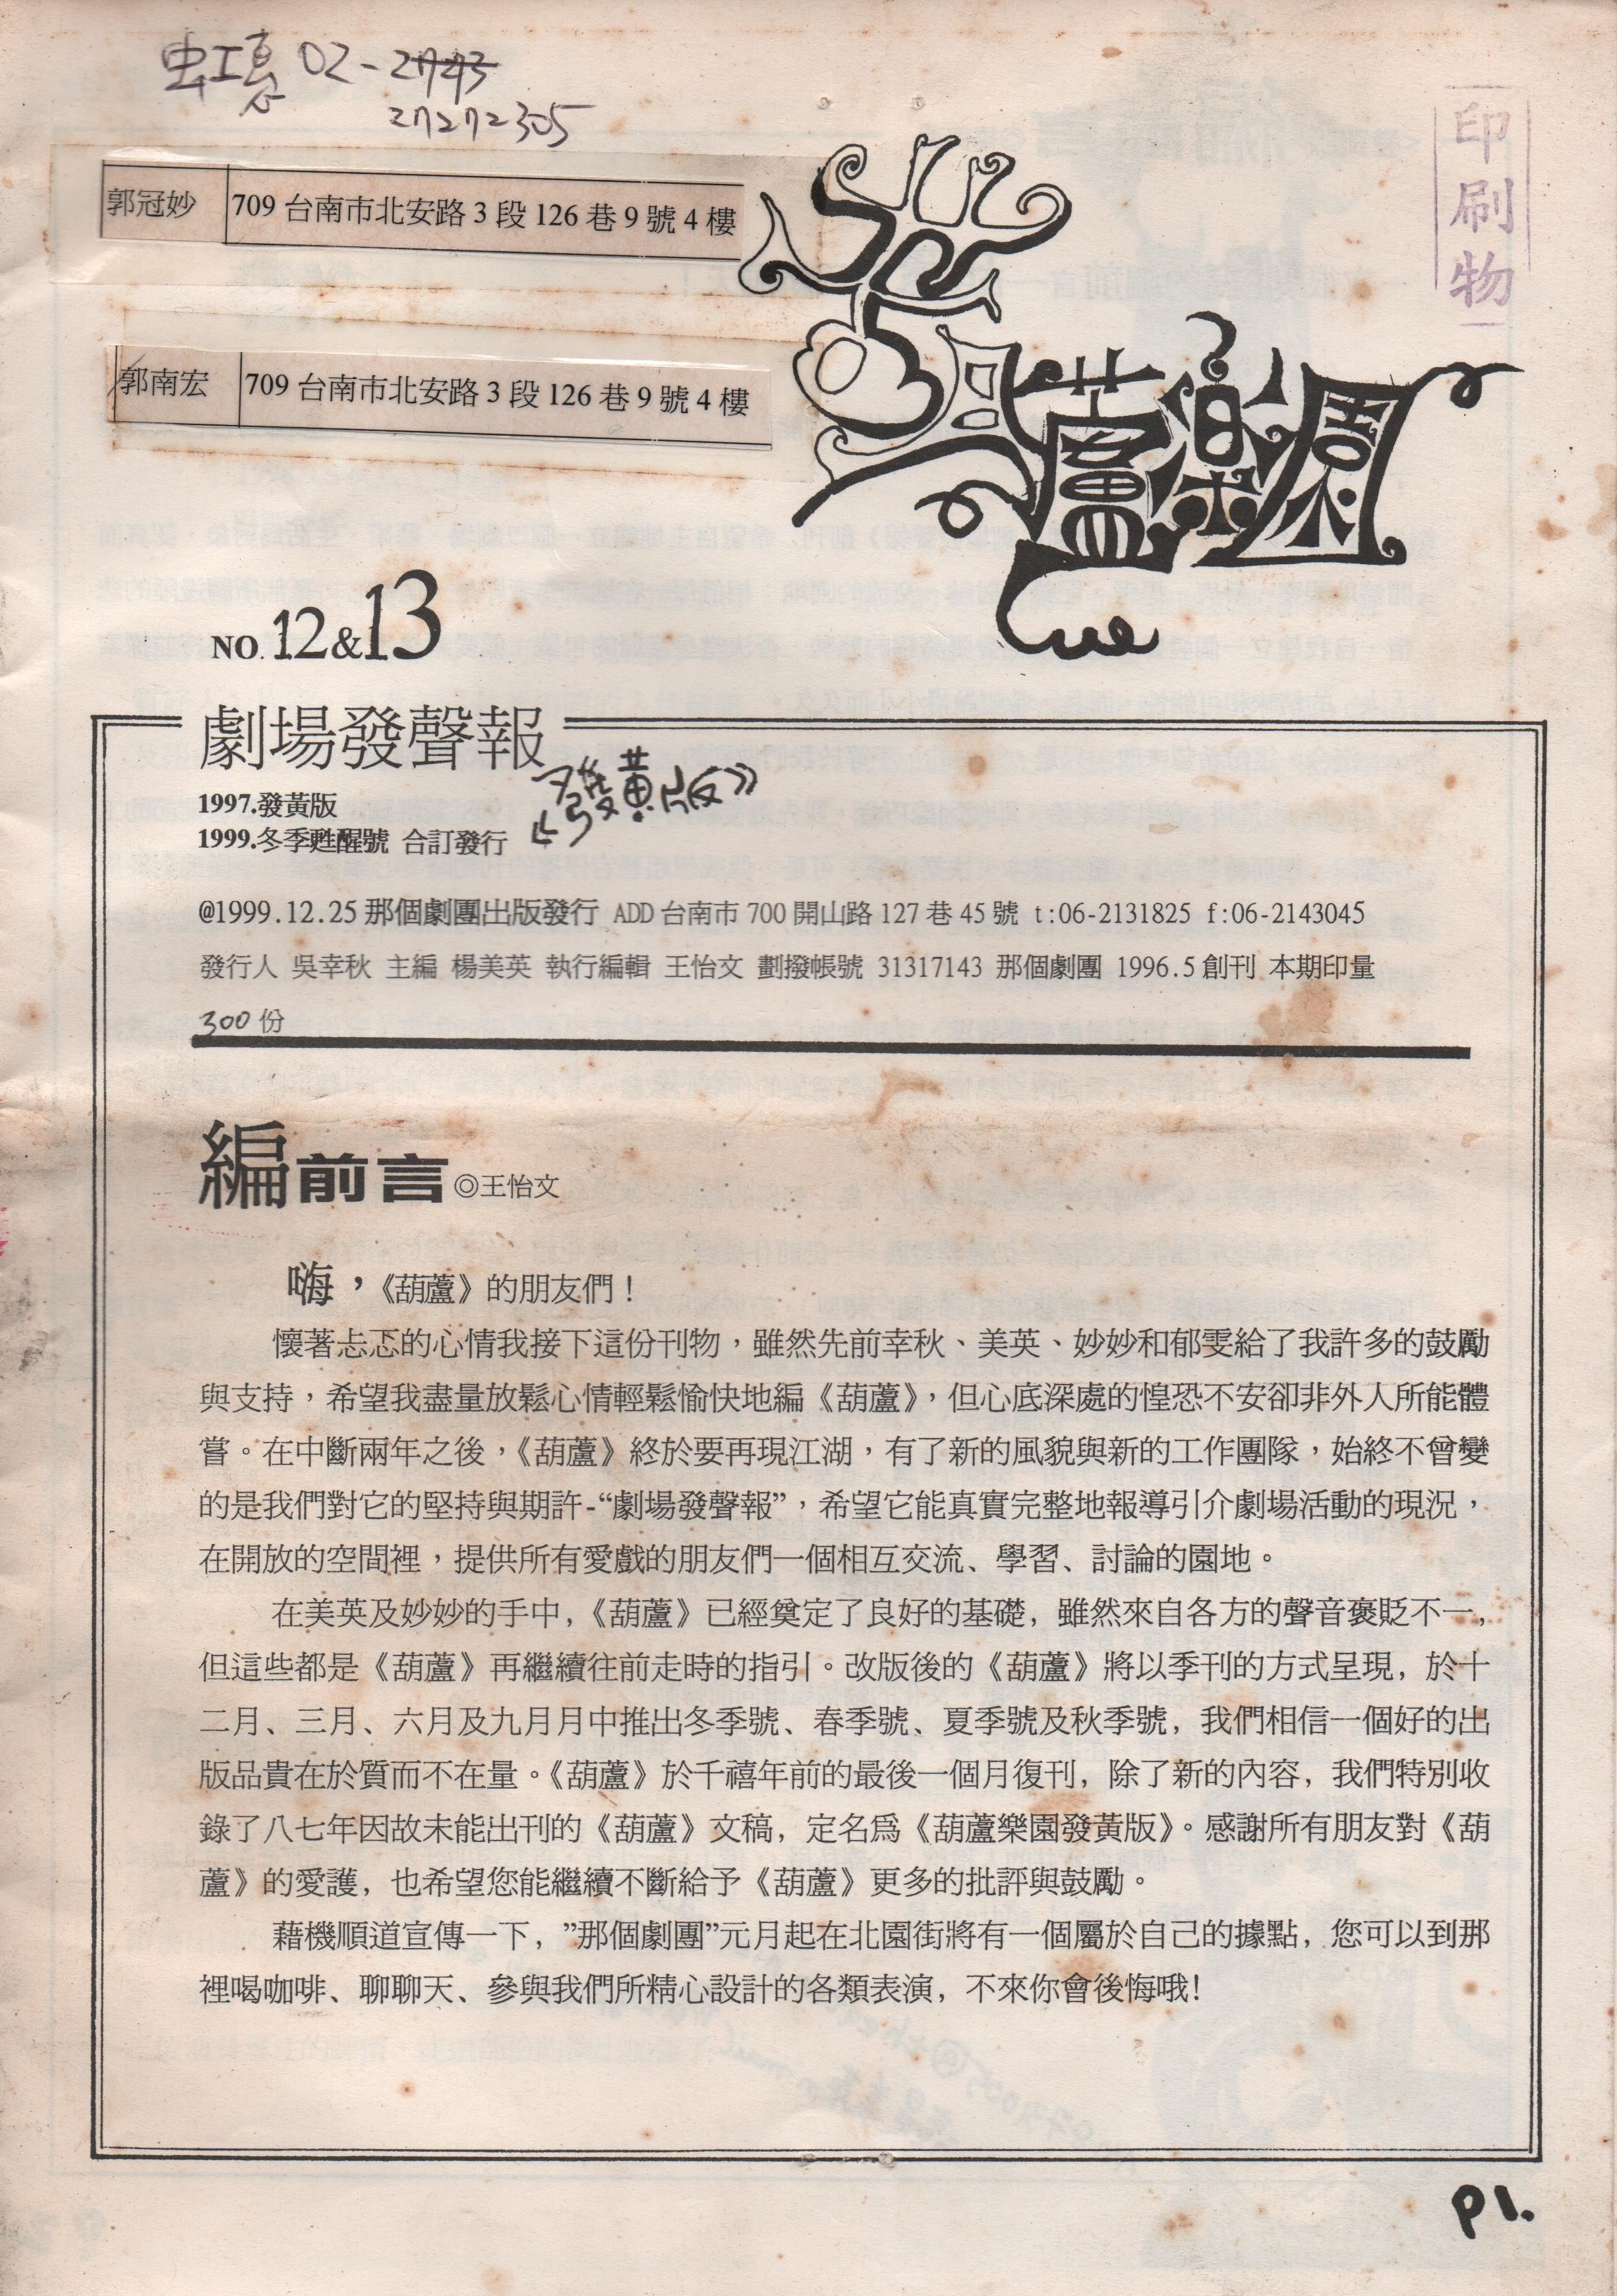 虹惠 02-2773
27272305
印刷物
郭冠妙 709 台南市北安路 3 段 126 巷 9 號 4 樓
郭南宏 709 台南市北安路 3 段 126 巷 9 號 4 樓
葫蘆樂園
NO. 12&13
劇場發聲報
《發黃版》
1997.發黃版
1999.冬季甦醒號 合訂發行
@1999.12.25 那個劇團出版發行 ADD 台南市 700 開山路 127 巷 45 號 t:06-2131825 f:06-2143045
發行人 吳幸秋 主編 楊美英 執行編輯 王怡文 劃撥帳號 31317143 那個劇團 1996.5 創刊 本期印量
300 份
編前言 ◎王怡文
嗨，《葫蘆》的朋友們！
懷著忐忑的心情我接下這份刊物，雖然先前幸秋、美英、妙妙和郁雯給了我許多的鼓勵
與支持，希望我盡量放鬆心情輕鬆愉快地編《葫蘆》，但心底深處的惶恐不安卻非外人所能體
嘗。在中斷兩年之後，《葫蘆》終於要再現江湖，有了新的風貌與新的工作團隊，始終不曾變
的是我們對它的堅持與期許-“劇場發聲報”，希望它能真實完整地報導引介劇場活動的現況，
在開放的空間裡，提供所有愛戲的朋友們一個相互交流、學習、討論的園地。
在美英及妙妙的手中，《葫蘆》已經奠定了良好的基礎，雖然來自各方的聲音褒貶不一，
但這些都是《葫蘆》再繼續往前走時的指引。改版後的《葫蘆》將以季刊的方式呈現，於十
二月、三月、六月及九月月中推出冬季號、春季號、夏季號及秋季號，我們相信一個好的出
版品貴在於質而不在量。《葫蘆》於千禧年前的最後一個月復刊，除了新的內容，我們特別收
錄了八七年因故未能出刊的《葫蘆》文稿，定名為《葫蘆樂園發黃版》。感謝所有朋友對《葫
蘆》的愛護，也希望您能繼續不斷給予《葫蘆》更多的批評與鼓勵。
藉機順道宣傳一下，”那個劇團”元月起在北園街將有一個屬於自己的據點，您可以到那
裡喝咖啡、聊聊天、參與我們所精心設計的各類表演，不來你會後悔哦！
P1.